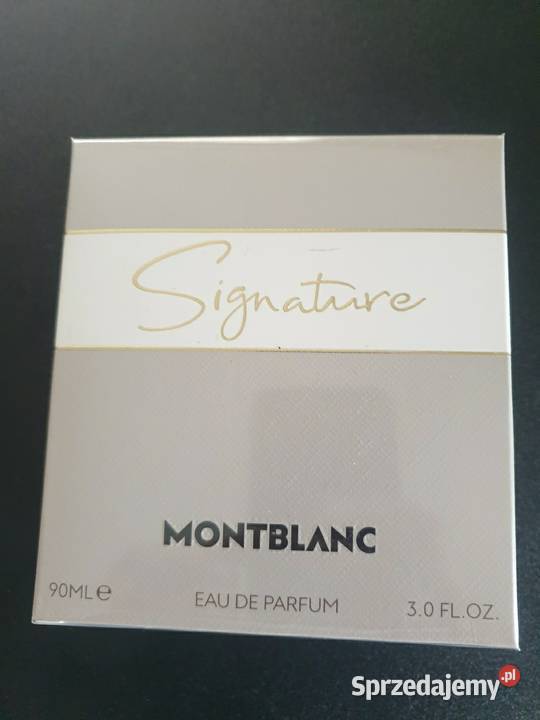 Signature
MONTBLANC
90ML℮ EAU DE PARFUM 3.0 FL.OZ.
Sprzedajemy.pl